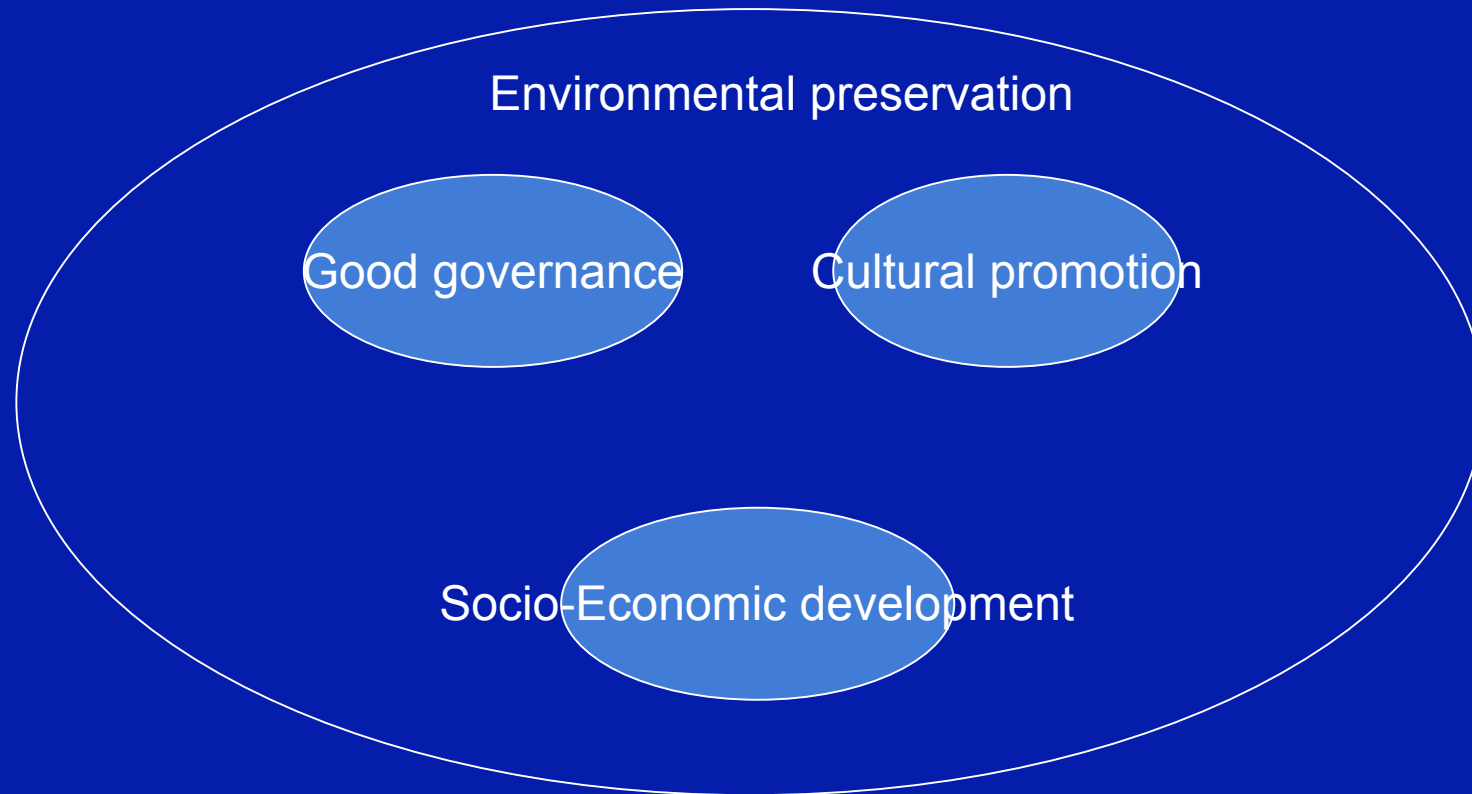 Environmental preservation
Good governance
Cultural promotion
Socio-Economic development